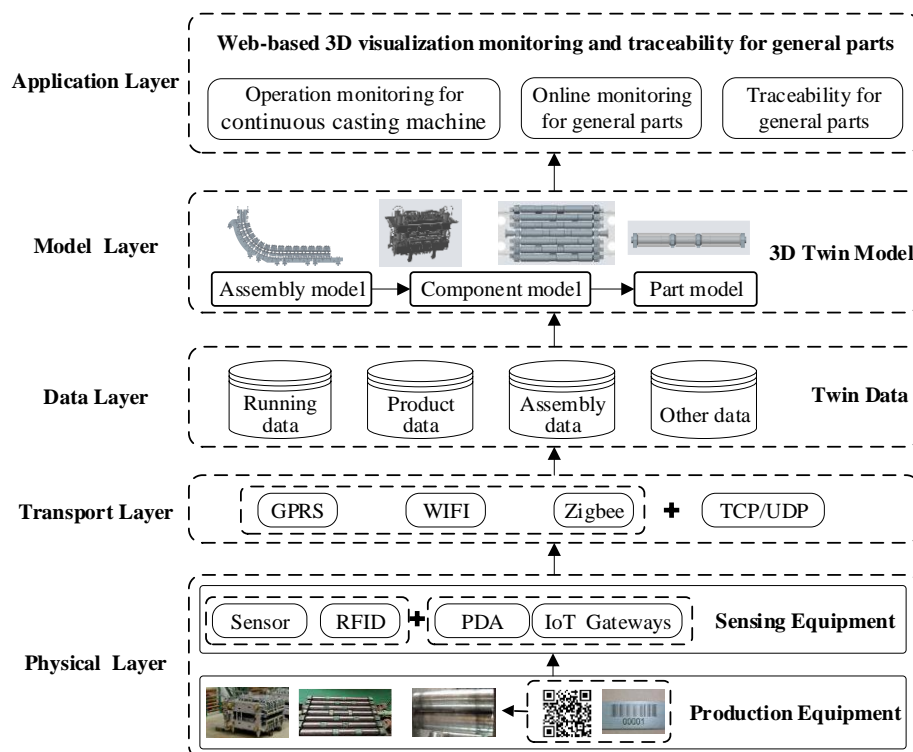 Web-based 3D visualization monitoring and traceability for general parts
Application Layer
Operation monitoring for
continuous casting machine
Online monitoring
for general parts
Traceability for
general parts
Model Layer
3D Twin Model
Assembly model
Component model
Part model
Data Layer
Running
data
Product
data
Assembly
data
Other data
Twin Data
Transport Layer
GPRS
WIFI
Zigbee
+
TCP/UDP
Physical Layer
Sensor
RFID
+
PDA
IoT Gateways
Sensing Equipment
00001
Production Equipment